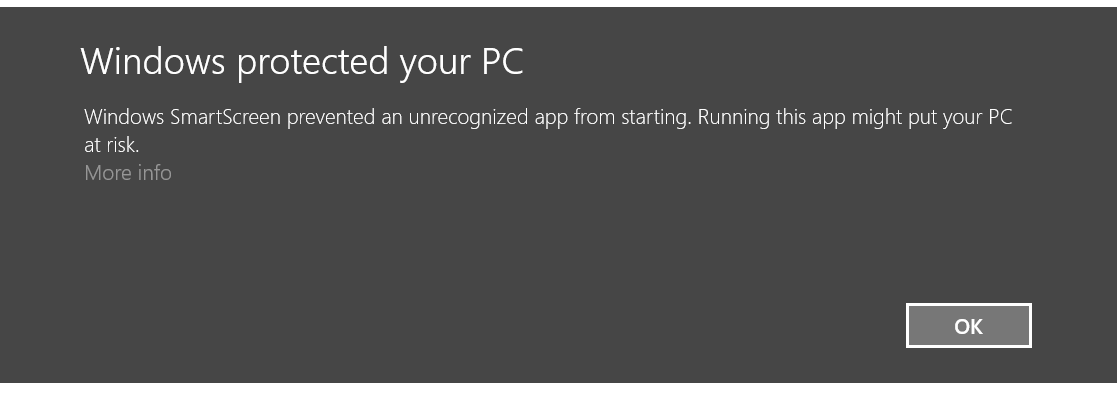 Windows protected your PC
Windows SmartScreen prevented an unrecognized app from starting. Running this app might put your PC
at risk.
More info
OK